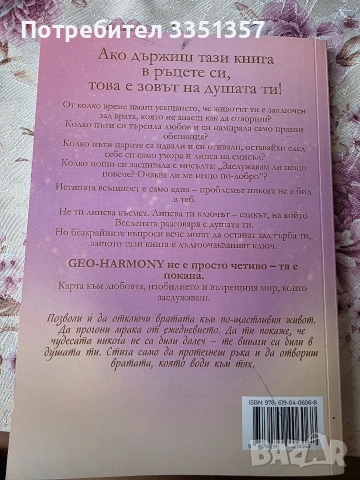 Потребител 3351357
Ако държиш тази книга
в ръцете си,
това е зовът на душата ти!
От колко време имаш усещането, че животът ти е заключен
зад врата, която не знаеш как да отвориш?
Колко пъти си търсила любов и си намирала само празни
обещания?
Колко пъти парите са идвали и си отивали, оставяйки след
себе си само умора и липса на смисъл?
Колко нощи си заспивала с мисълта: „Заслужавам ли нещо
повече? Очаква ли ме нещо по-добро“?
Истината всъщност е само една – проблемът никога не е бил
в теб.
Не ти липсва късмет. Липсва ти ключът – езикът, на който
Вселената разговаря с душата ти.
Но безкрайните въпроси вече могат да останат зад гърба ти,
защото тази книга е дългоочакваният ключ.
GEO-HARMONY не е просто четиво – тя е
покана.
Карта към любовта, изобилието и вътрешния мир, които
заслужаваш.
Позволи ѝ да отключи вратата към по-щастливия живот.
Да прогони мрака от ежедневието. Да ти покаже, че
чудесата никога не са били далеч – те винаги са били в
душата ти. Стига само да протегнеш ръка и да отвориш
вратата, която води към тях.
ISBN: 978-619-04-0606-8
bazar